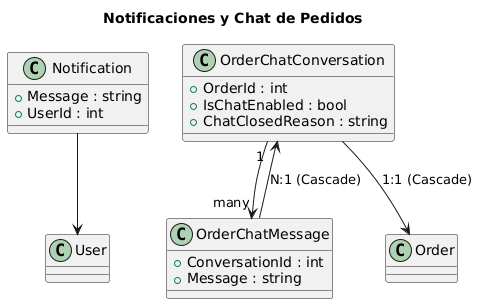 Notificaciones y Chat de Pedidos
C Notification
Message : string
UserId : int
C OrderChatConversation
OrderId : int
IsChatEnabled : bool
ChatClosedReason : string
1
N:1 (Cascade)
1:1 (Cascade)
many
C User
C OrderChatMessage
ConversationId : int
Message : string
C Order